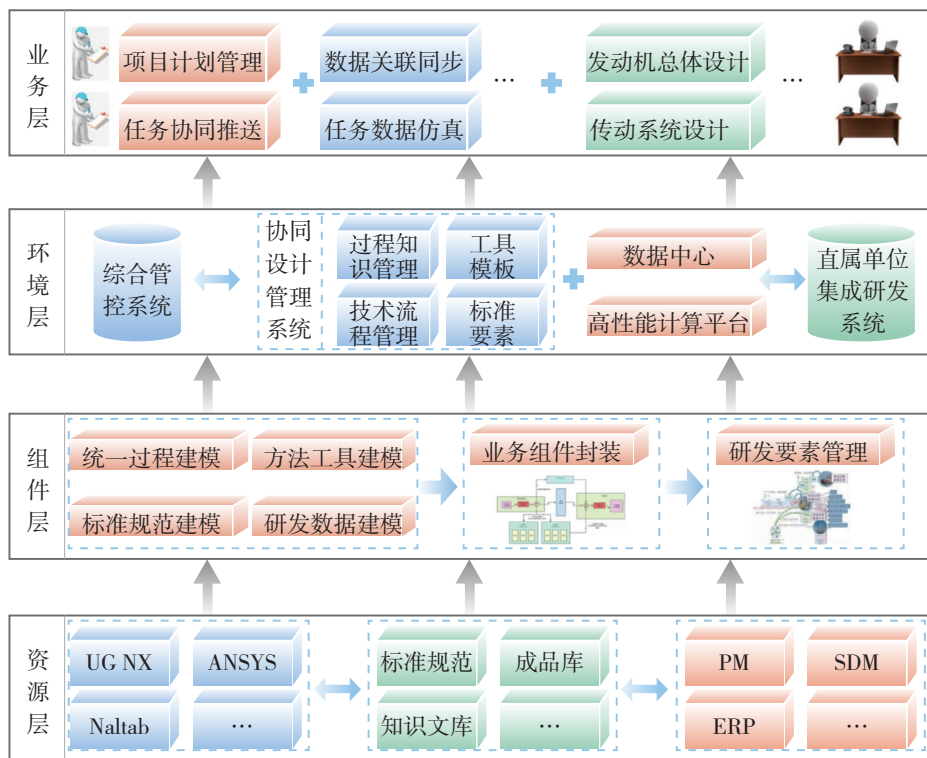 业务层
项目计划管理
数据关联同步
…
发动机总体设计
…
任务协同推送
任务数据仿真
传动系统设计
环境层
综合管
控系统
协同
设计
管理
系统
过程知
识管理
工具
模板
技术流
程管理
标准
要素
数据中心
高性能计算平台
直属单位
集成研发
系统
组件层
统一过程建模
方法工具建模
标准规范建模
研发数据建模
业务组件封装
研发要素管理
资源层
UG NX
ANSYS
Naltab
…
标准规范
成品库
知识文库
…
PM
SDM
ERP
…